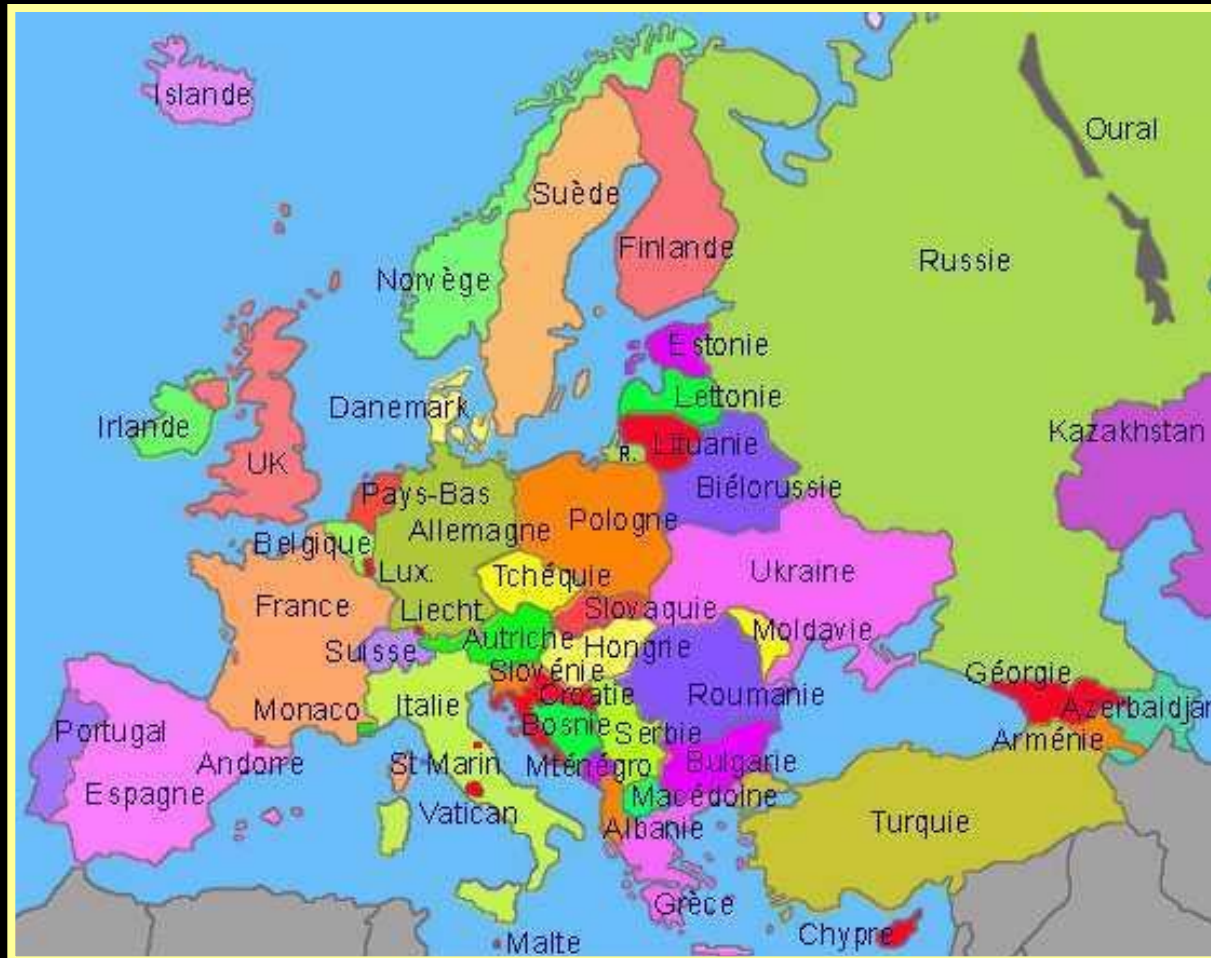 Islande
Oural
Suède
Finlande
Russie
Norvège
Estonie
Lettonie
Danemark
Irlande
Lituanie
Kazakhstan
R.
UK
Biélorussie
Pays-Bas
Pologne
Allemagne
Belgique
Tchéquie
Ukraine
Lux.
France
Liecht
Slovaquie
Moldavie
Autriche
Hongrie
Suisse
Slovénie
Géorgie
Croatie
Roumanie
Italie
Monaco
Azerbaidjan
Portugal
Bosnie
Serbie
Arménie
Andorre
St Marin
Mténégro
Bulgarie
Espagne
Macédoine
Vatican
Albanie
Turquie
Grèce
Chypre
Malte